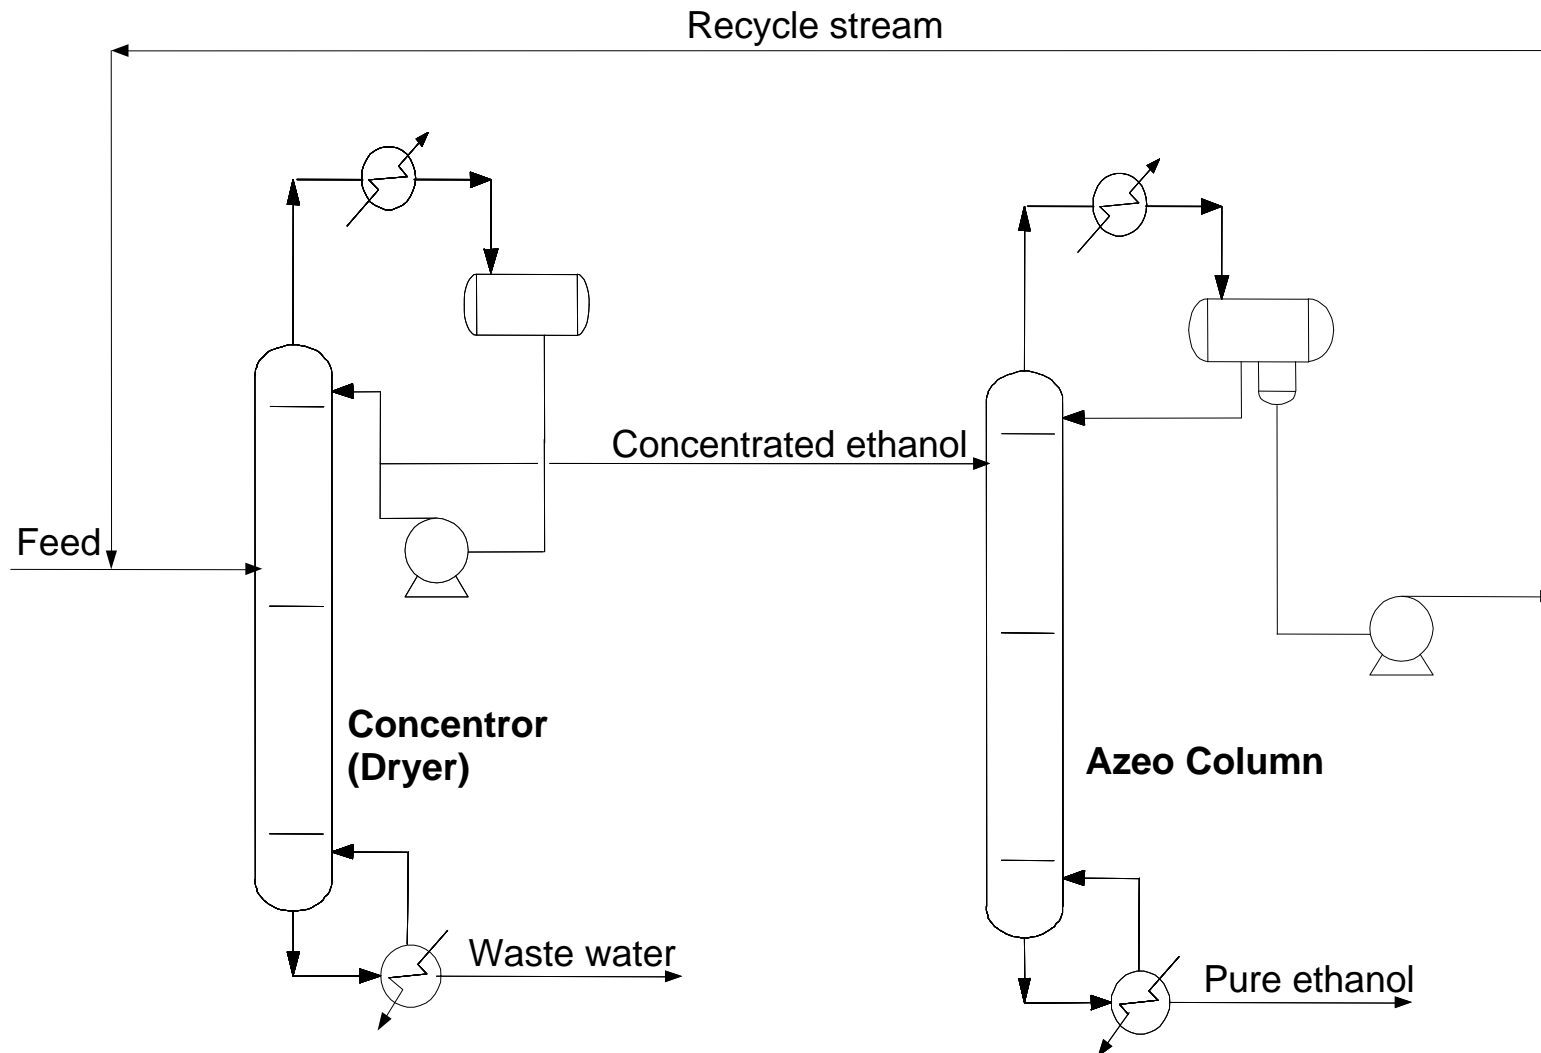 Recycle stream
Concentrated ethanol
Feed
Concentror
(Dryer)
Azeo Column
Waste water
Pure ethanol